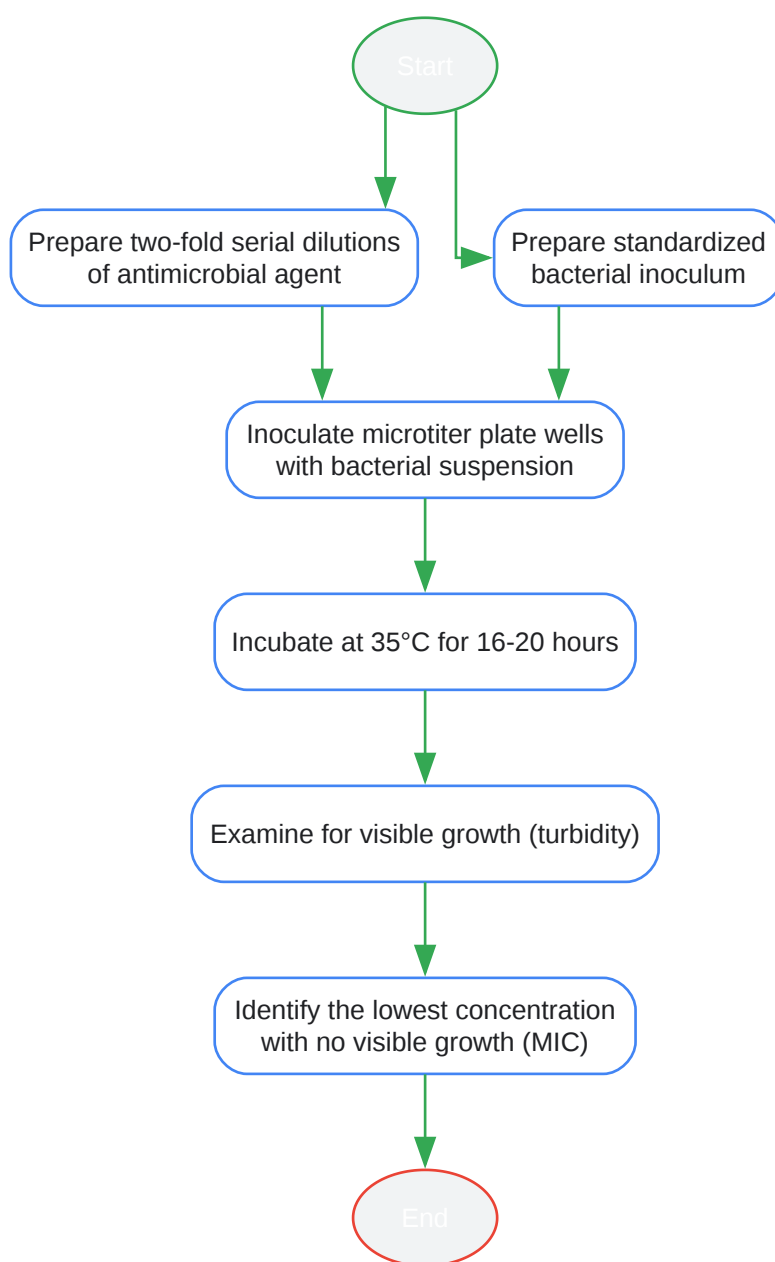 Start
Prepare two-fold serial dilutions
of antimicrobial agent
Prepare standardized
bacterial inoculum
Inoculate microtiter plate wells
with bacterial suspension
Incubate at 35°C for 16-20 hours
Examine for visible growth (turbidity)
Identify the lowest concentration
with no visible growth (MIC)
End